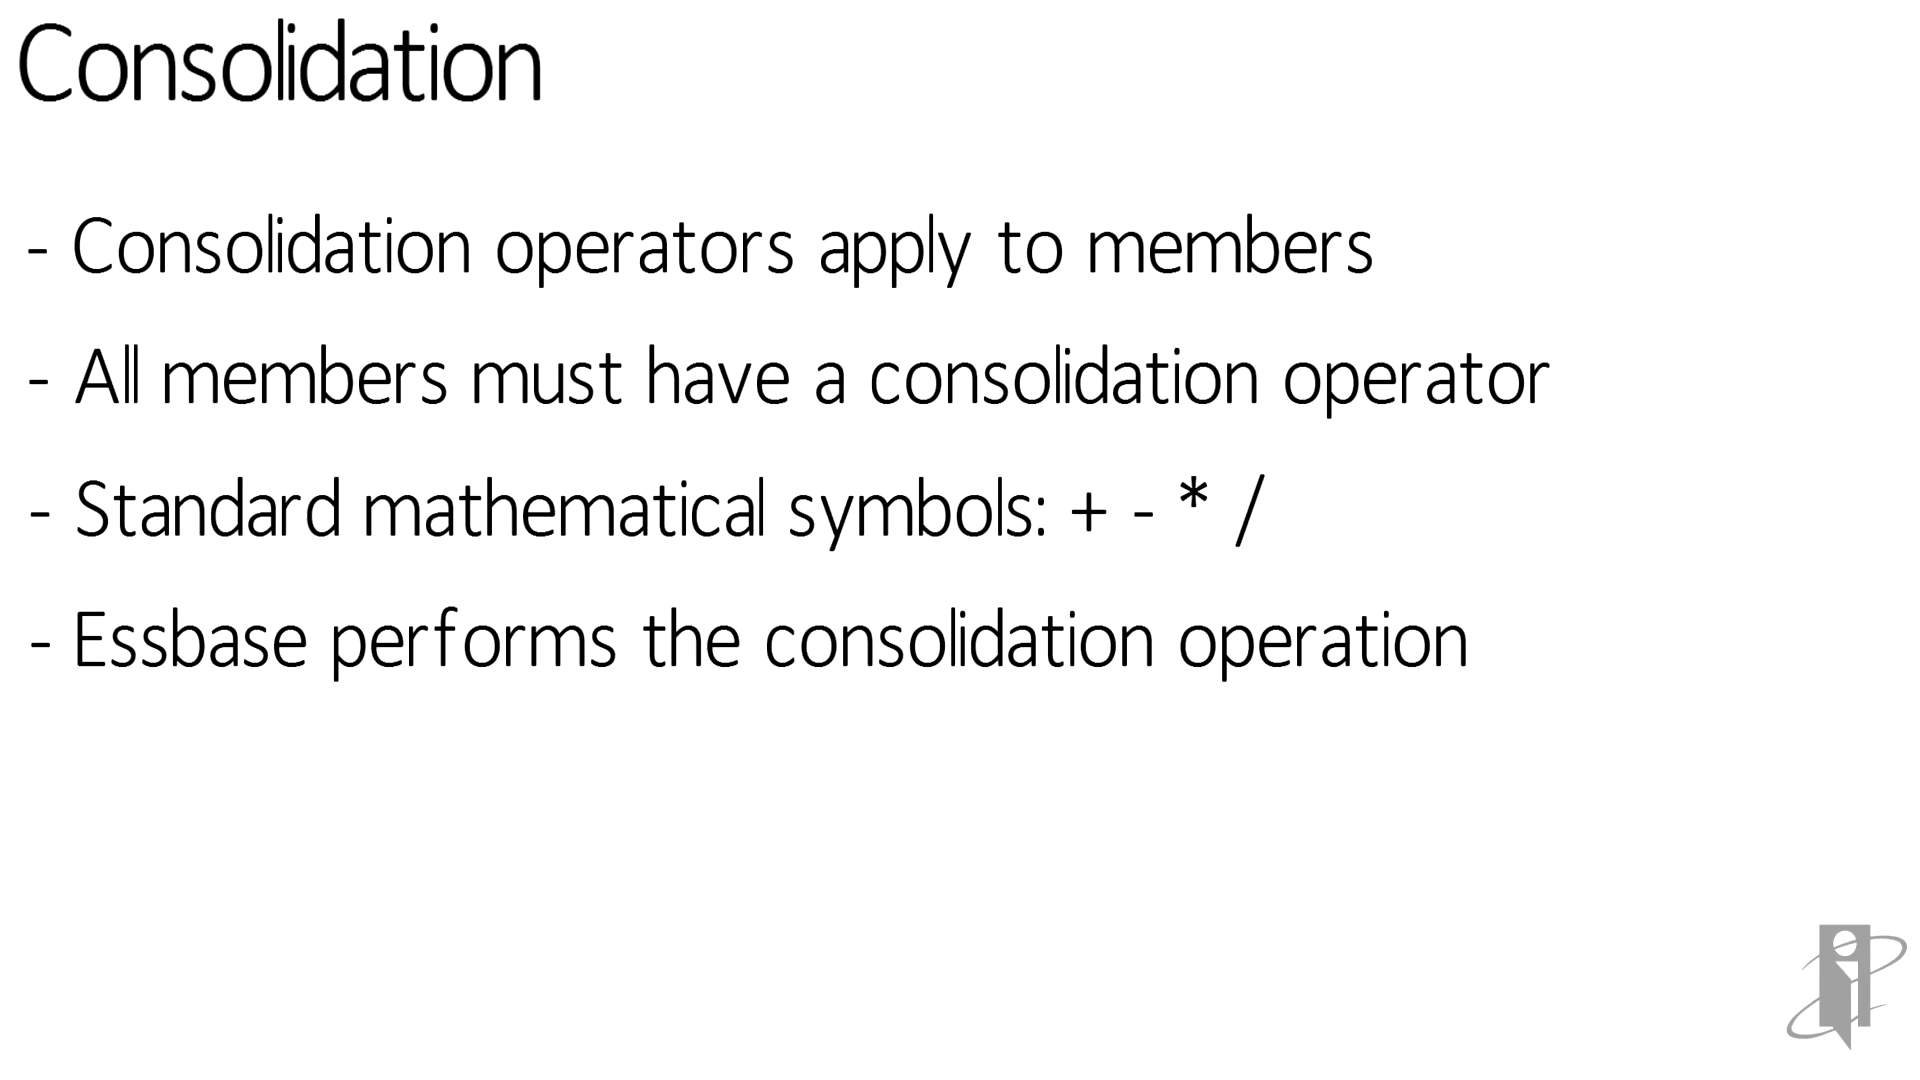 Consolidation
- Consolidation operators apply to members
- All members must have a consolidation operator
- Standard mathematical symbols: + - * /
- Essbase performs the consolidation operation